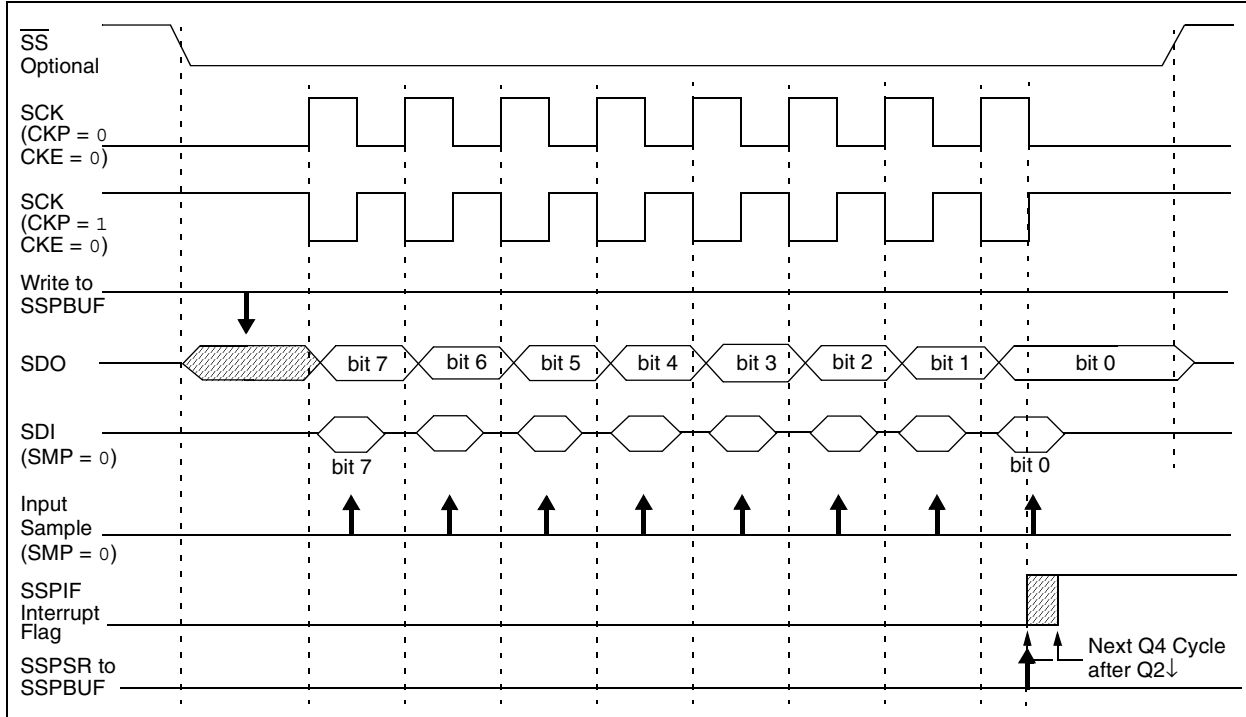 SS
Optional
SCK
(CKP = 0
CKE = 0)
SCK
(CKP = 1
CKE = 0)
Write to
SSPBUF
SDO
bit 7
bit 6
bit 5
bit 4
bit 3
bit 2
bit 1
bit 0
SDI
(SMP = 0)
bit 7
bit 0
Input
Sample
(SMP = 0)
SSPIF
Interrupt
Flag
Next Q4 Cycle
after Q2↓
SSPSR to
SSPBUF